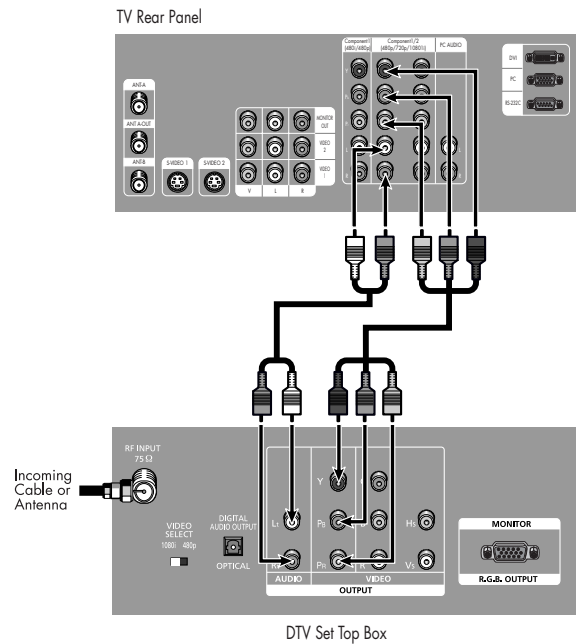 TV Rear Panel
Component1
(480i/480p)
Component1/2
(480p/720p/1080i)
PC AUDIO
DVI
PC
RS-232C
ANT-A
ANT A-OUT
ANT-B
S-VIDEO 1
S-VIDEO 2
MONITOR
OUT
VIDEO
2
VIDEO
1
V
L
R
Y
L
R
RF INPUT
75 Ω
Incoming
Cable or
Antenna
VIDEO
SELECT
1080i 480p
DIGITAL
AUDIO OUTPUT
OPTICAL
Y
PB
PR
R
HS
VS
AUDIO
VIDEO
OUTPUT
MONITOR
R.G.B. OUTPUT
DTV Set Top Box